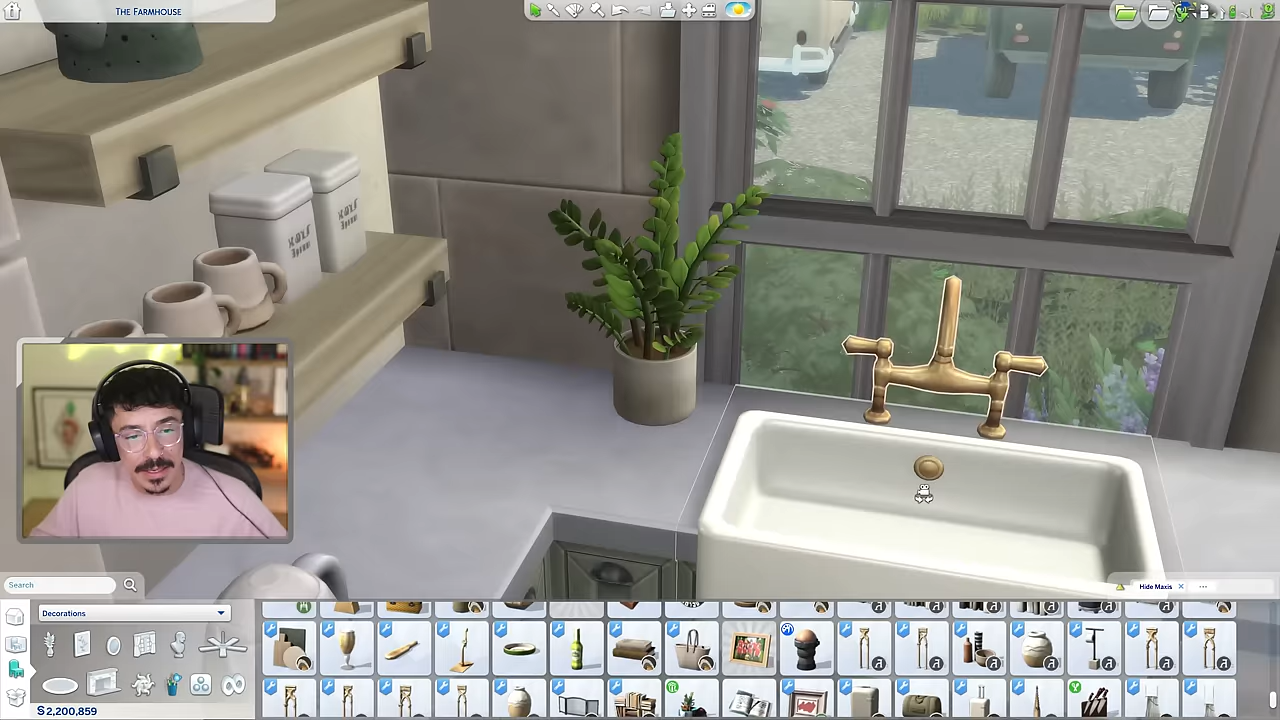 THE FARMHOUSE
Search
Hide Maxis
Decorations
$2,200,859